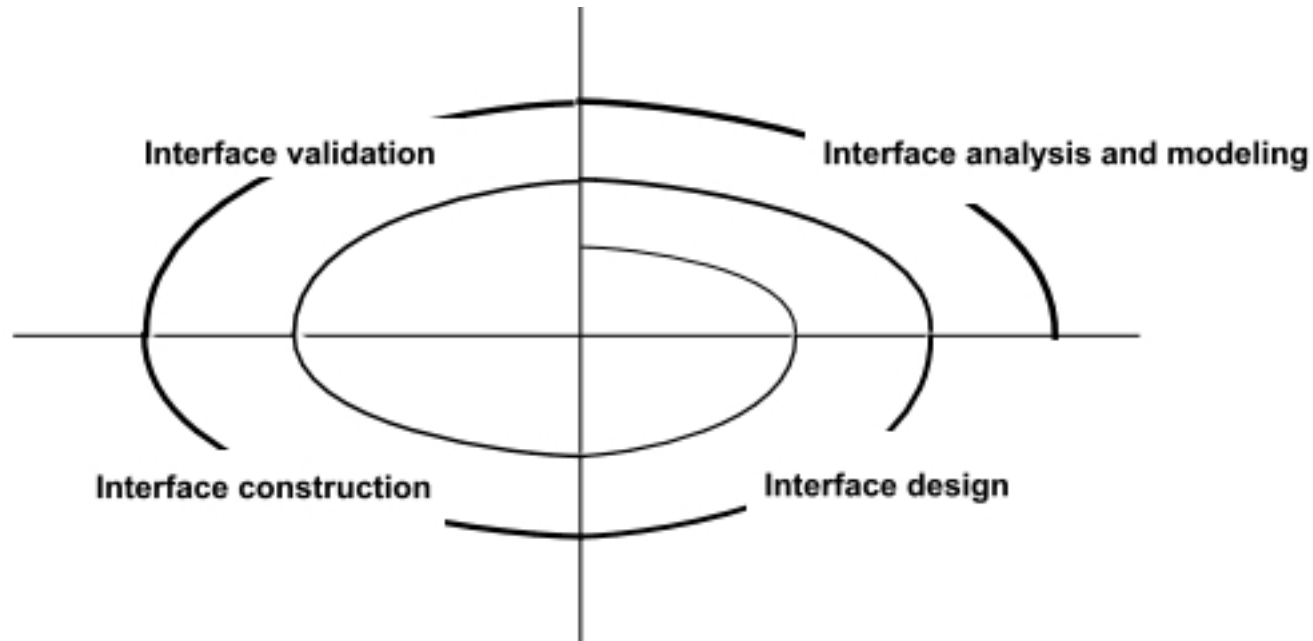 Interface validation
Interface analysis and modeling
Interface construction
Interface design